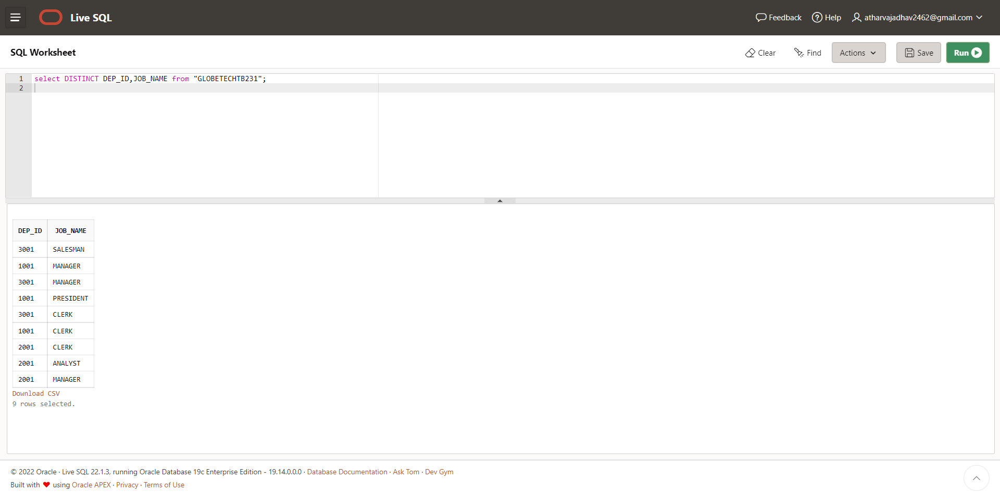 Live SQL
Feedback Help atharvajadhav2462@gmail.com
SQL Worksheet
Clear Find Actions Save Run
1 select DISTINCT DEP_ID,JOB_NAME from "GLOBETECHTB231";
2
DEP_ID JOB_NAME
3001 SALESMAN
1001 MANAGER
3001 MANAGER
1001 PRESIDENT
3001 CLERK
1001 CLERK
2001 CLERK
2001 ANALYST
2001 MANAGER
Download CSV
9 rows selected.
© 2022 Oracle · Live SQL 22.1.3, running Oracle Database 19c Enterprise Edition - 19.14.0.0.0 · Database Documentation · Ask Tom · Dev Gym
Built with ❤ using Oracle APEX · Privacy · Terms of Use